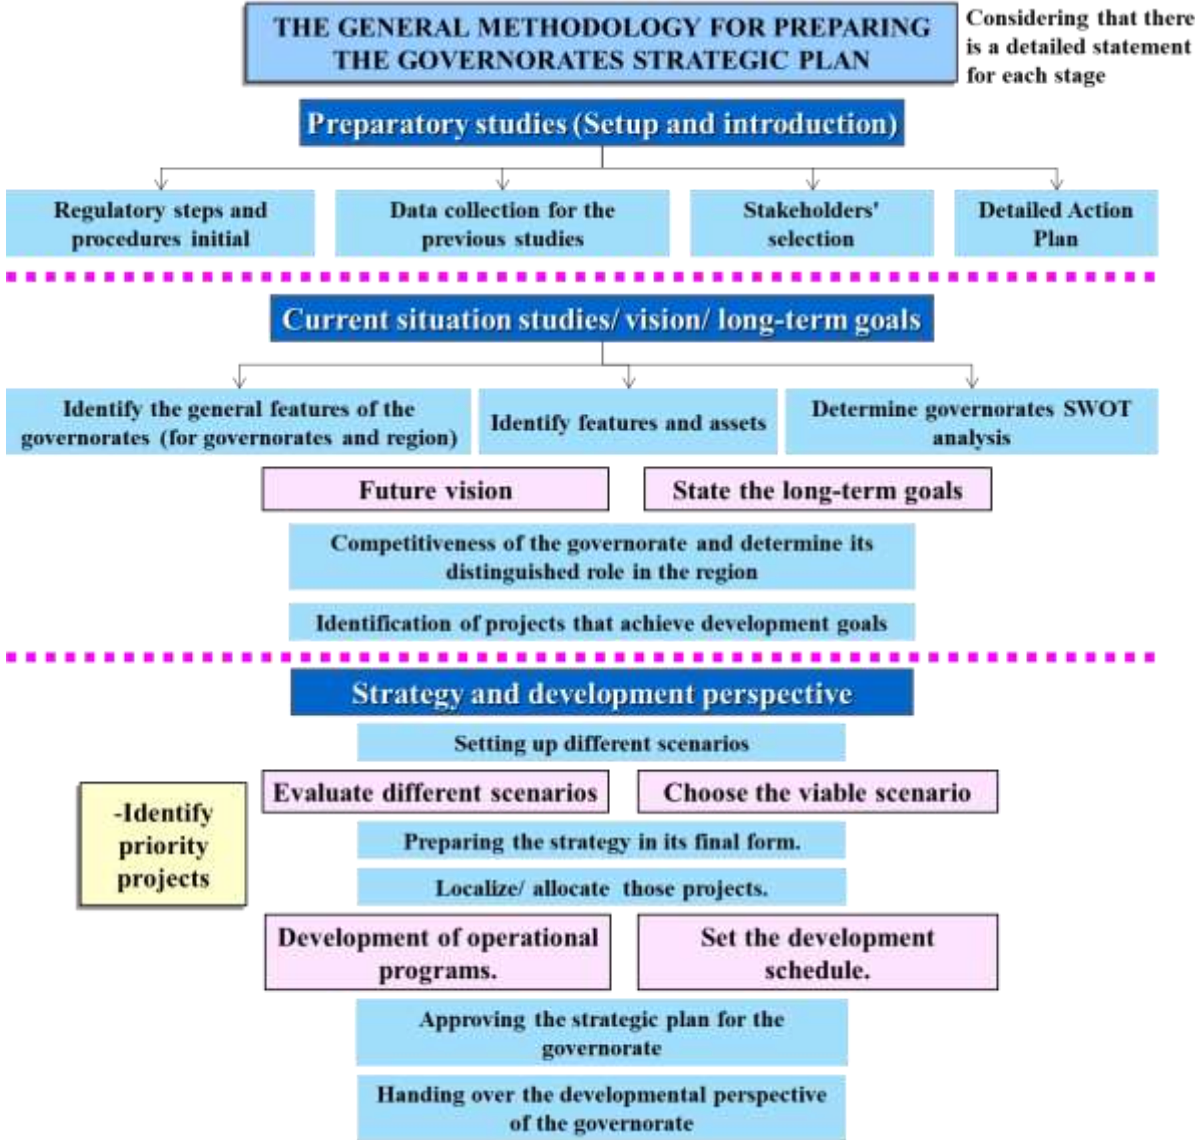 THE GENERAL METHODOLOGY FOR PREPARING
THE GOVERNORATES STRATEGIC PLAN
Considering that there
is a detailed statement
for each stage
Preparatory studies (Setup and introduction)
Regulatory steps and
procedures initial
Data collection for the
previous studies
Stakeholders'
selection
Detailed Action
Plan
Current situation studies/ vision/ long-term goals
Identify the general features of the
governorates (for governorates and region)
Identify features and assets
Determine governorates SWOT
analysis
Future vision
State the long-term goals
Competitiveness of the governorate and determine its
distinguished role in the region
Identification of projects that achieve development goals
Strategy and development perspective
Setting up different scenarios
-Identify
priority
projects
Evaluate different scenarios
Choose the viable scenario
Preparing the strategy in its final form.
Localize/ allocate those projects.
Development of operational
programs.
Set the development
schedule.
Approving the strategic plan for the
governorate
Handing over the developmental perspective
of the governorate